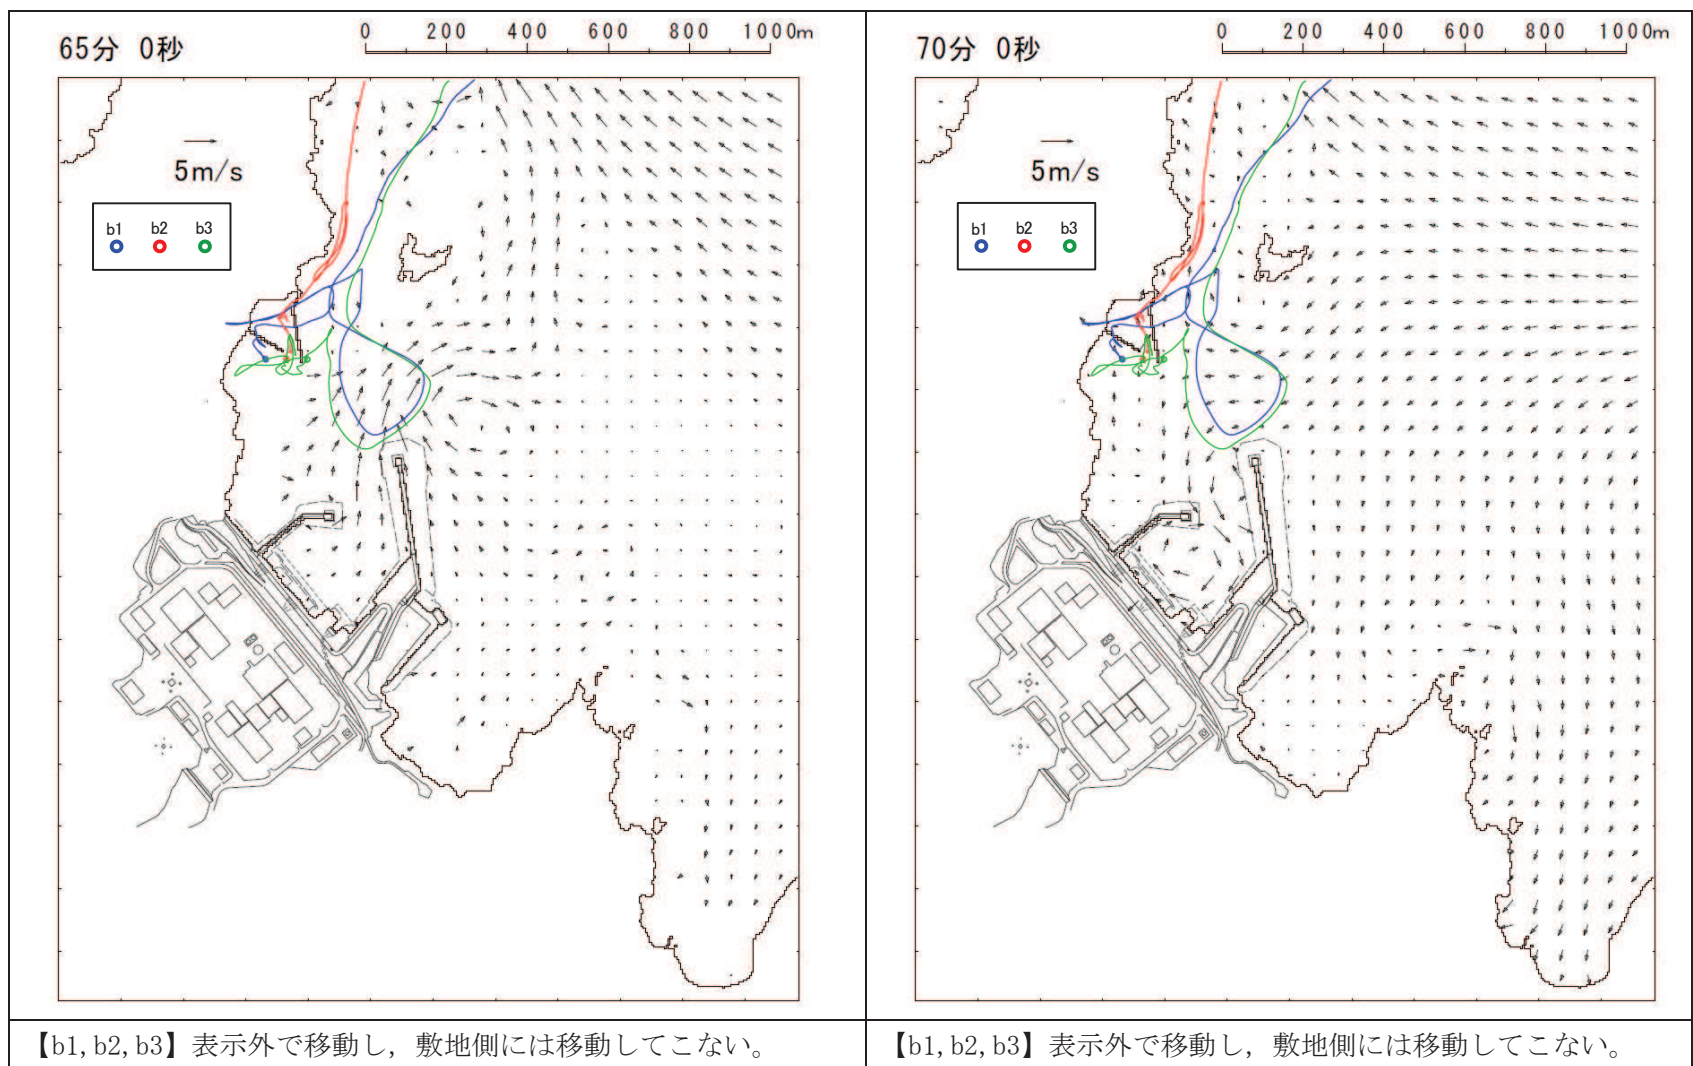 65分 0秒
0 200 400 600 800 1000m
5m/s
b1 b2 b3
【b1,b2,b3】表示外で移動し，敷地側には移動してこない。
70分 0秒
0 200 400 600 800 1000m
5m/s
b1 b2 b3
【b1,b2,b3】表示外で移動し，敷地側には移動してこない。